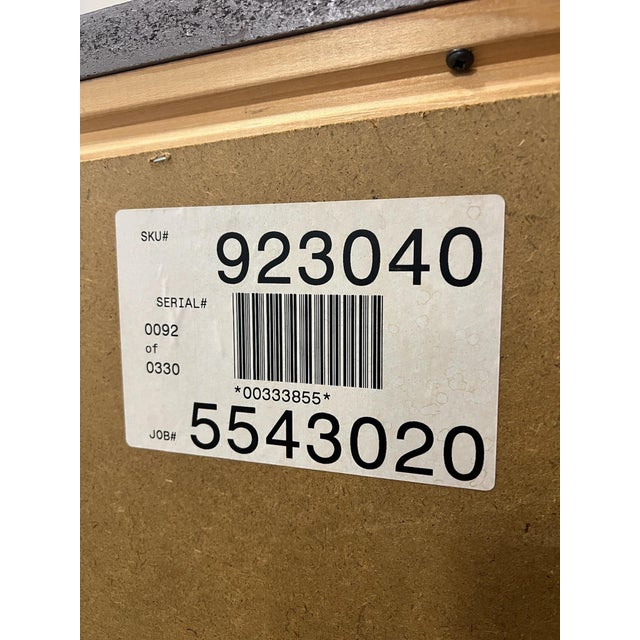 SKU# 923040
SERIAL#
0092
of
0330
*00333855*
JOB# 5543020